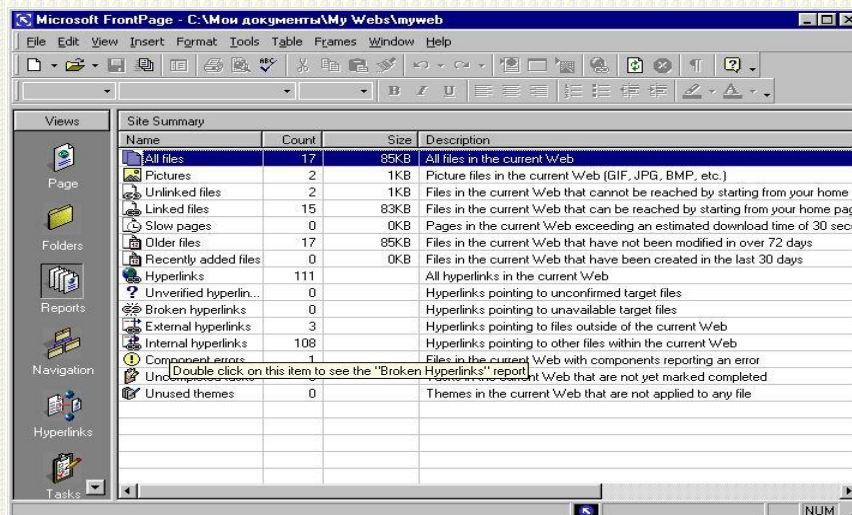 Microsoft FrontPage - C:\Мои документы\My Webs\myweb
File Edit View Insert Format Tools Table Frames Window Help
Views
Site Summary
Name Count Size Description
All files 17 85KB All files in the current Web
Pictures 2 1KB Picture files in the current Web (GIF, JPG, BMP, etc.)
Unlinked files 2 1KB Files in the current Web that cannot be reached by starting from your home
Linked files 15 83KB Files in the current Web that can be reached by starting from your home pag
Slow pages 0 0KB Pages in the current Web exceeding an estimated download time of 30 sec
Older files 17 85KB Files in the current Web that have not been modified in over 72 days
Recently added files 0 0KB Files in the current Web that have been created in the last 30 days
Hyperlinks 111 All hyperlinks in the current Web
Unverified hyperlin... 0 Hyperlinks pointing to unconfirmed target files
Broken hyperlinks 0 Hyperlinks pointing to unavailable target files
External hyperlinks 3 Hyperlinks pointing to files outside of the current Web
Internal hyperlinks 108 Hyperlinks pointing to other files within the current Web
Component errors 1 Files in the current Web with components reporting an error
Double click on this item to see the "Broken Hyperlinks" report
in the current Web that are not yet marked completed
Unused themes 0 Themes in the current Web that are not applied to any file
Page
Folders
Reports
Navigation
Hyperlinks
Tasks
NUM